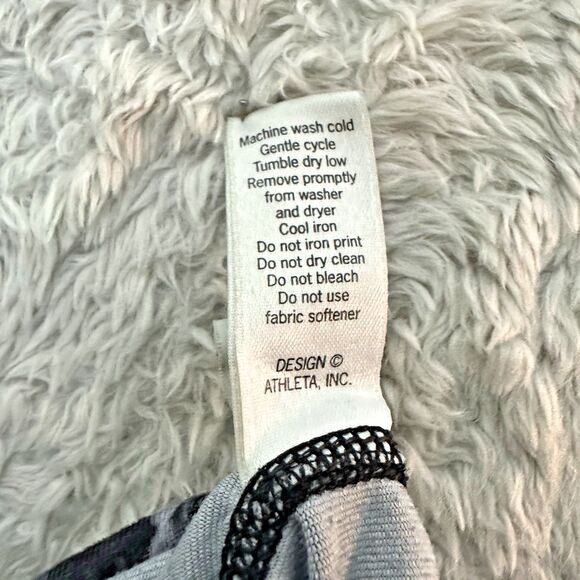 Machine wash cold
Gentle cycle
Tumble dry low
Remove promptly
from washer
and dryer
Cool iron
Do not iron print
Do not dry clean
Do not bleach
Do not use
fabric softener
DESIGN ©
ATHLETA, INC.